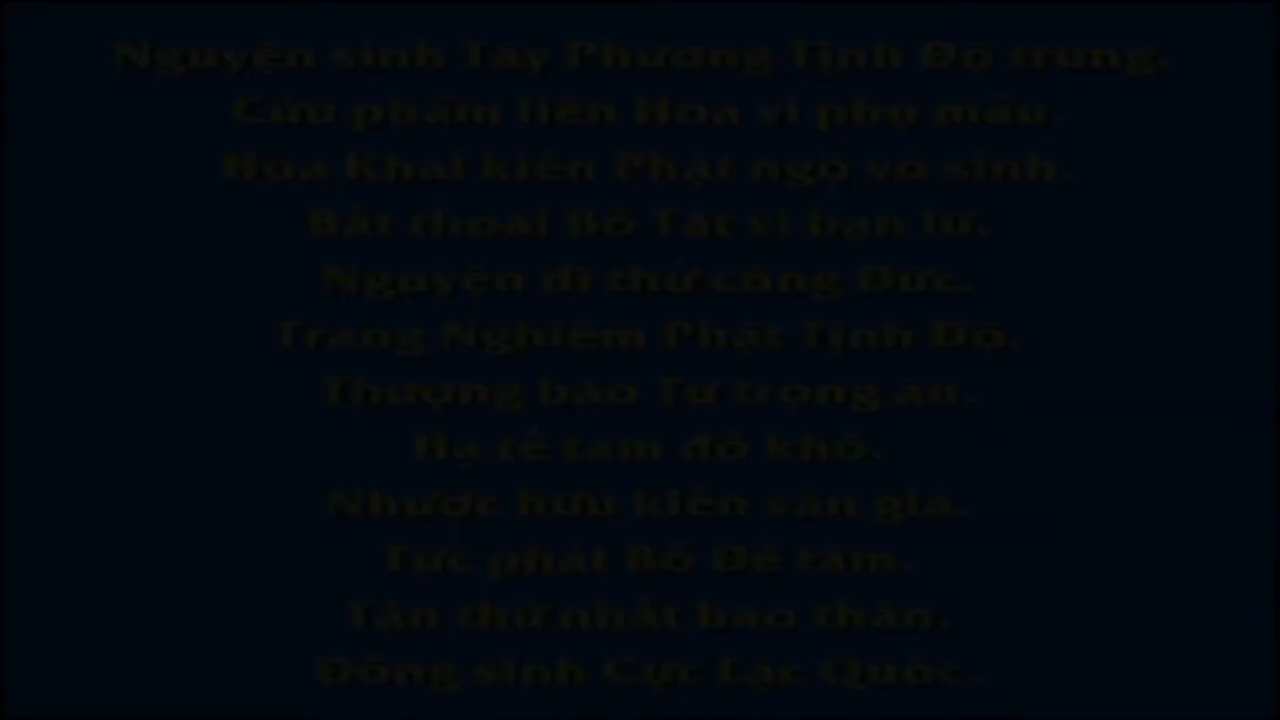 Nguyện sinh Tây Phương Tịnh Độ trung,
Cửu phẩm liên Hoa vi phụ mẫu
Hoa Khai kiến Phật ngộ vô sinh.
Bất thoái Bồ Tát vi bạn lữ.
Nguyện dĩ thử công Đức.
Trang Nghiêm Phật Tịnh Độ.
Thượng báo Tứ trọng ân.
Hạ tế tam đồ khổ.
Nhược hữu kiến văn giả.
Tức phát Bồ Đề tâm.
Tận thử nhất báo thân.
Đồng sinh Cực Lạc Quốc.